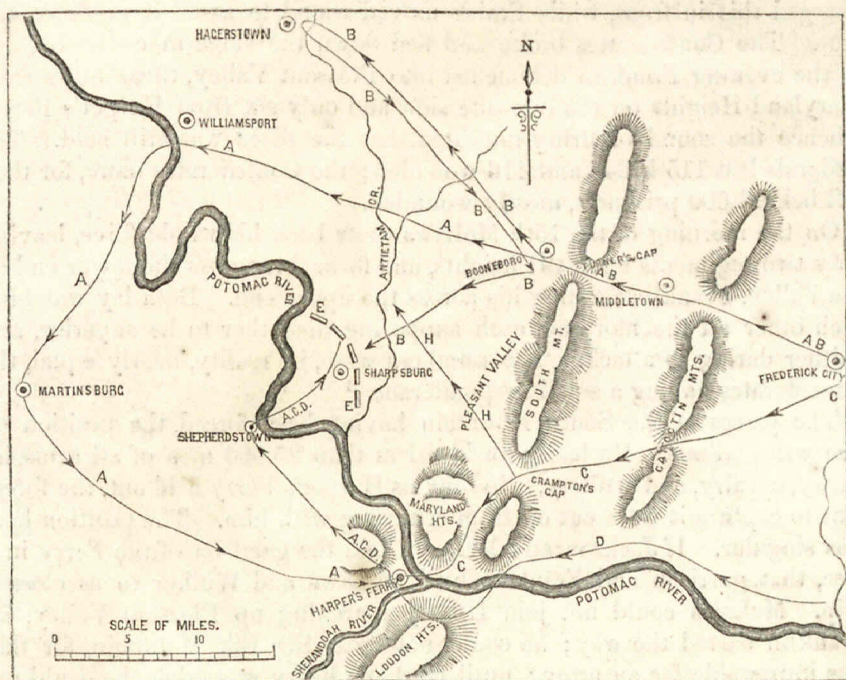 HAGERSTOWN
B
N
B
WILLIAMSPORT
A
B
B
CR.
B
ANTIETAM
A
POTOMAC RIVER
A
BOONSBORO
B
TURNER'S GAP
A B
MIDDLETOWN
E
B
H
SHARPSBURG
E
PLEASANT VALLEY
SOUTH MT.
A B
FREDERICK CITY
C
CATOCTIN MTS.
MARTINSBURG
A.C.D.
SHEPHERDSTOWN
H
C
CRAMPTON'S GAP
A
MARYLAND HTS.
A.C.D.
D
A
C
HARPER'S FERRY
POTOMAC RIVER
SCALE OF MILES.
0 5 10
SHENANDOAH RIVER
LOUDON HTS.